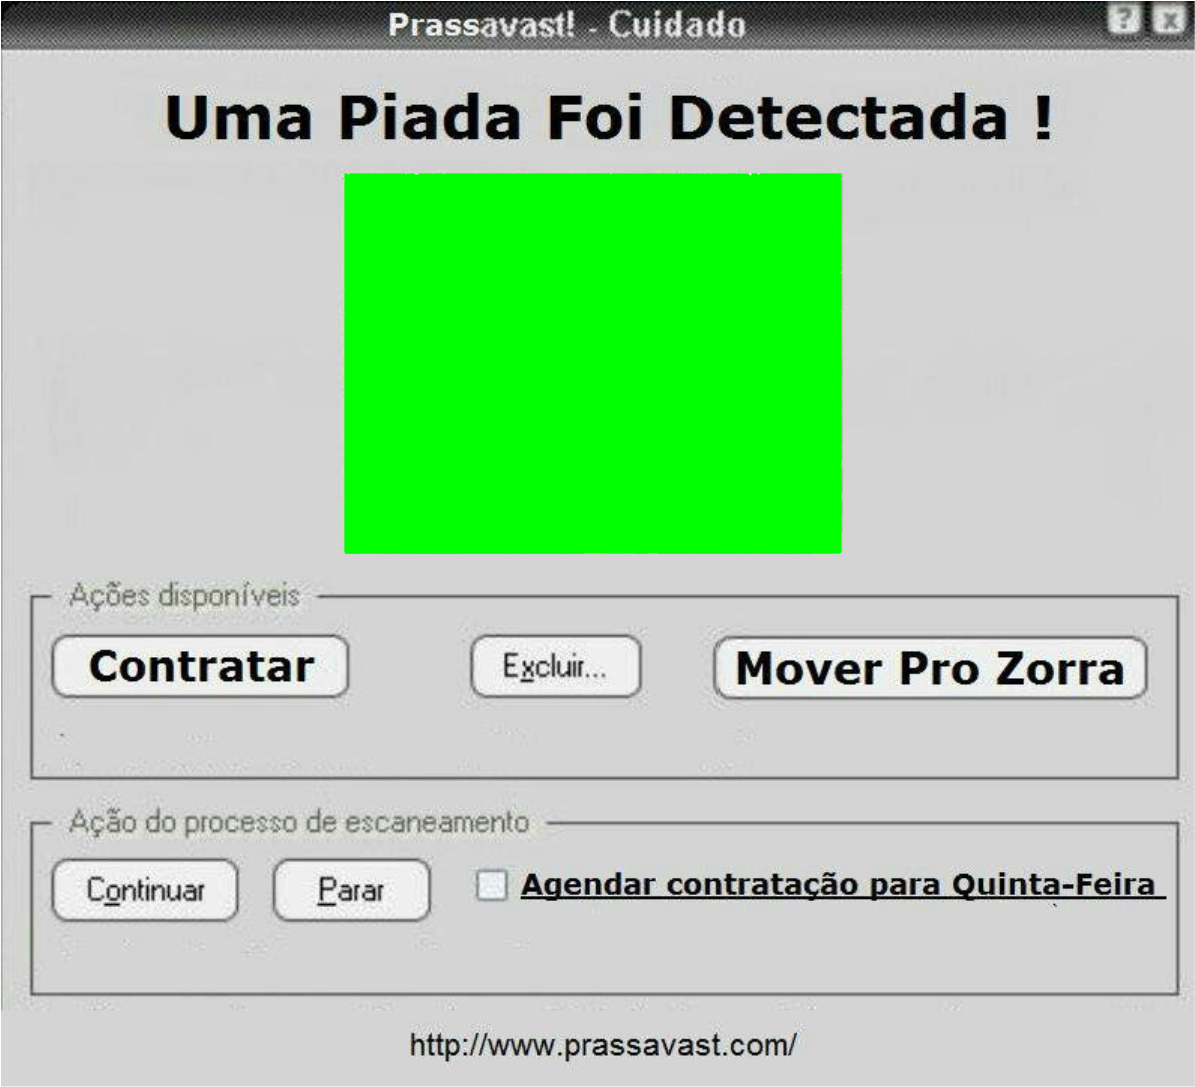 Prassavast! - Cuidado
Uma Piada Foi Detectada !
Ações disponíveis
Contratar Excluir... Mover Pro Zorra
Ação do processo de escaneamento
Continuar Parar Agendar contratação para Quinta-Feira
http://www.prassavast.com/